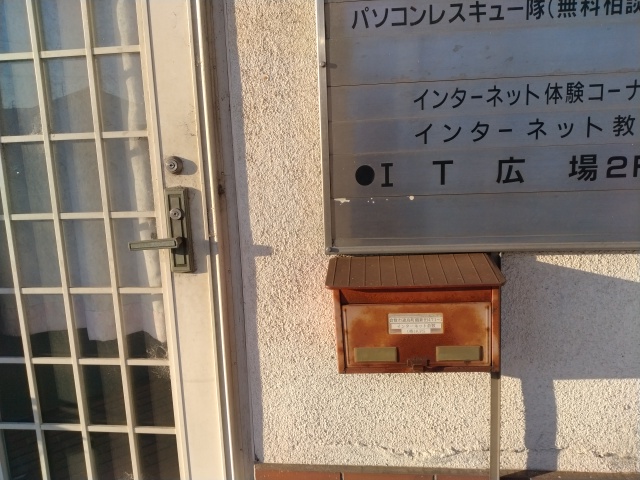 パソコンレスキュー隊(無料相談
インターネット体験コーナ
インターネット教
●IT広場2F